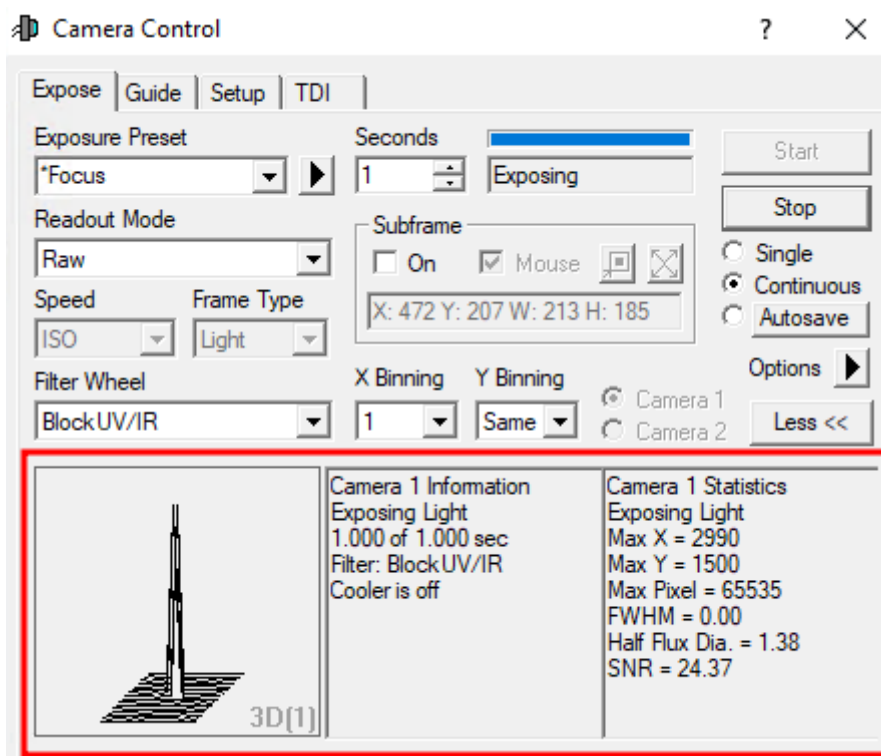 Camera Control
?
Expose Guide Setup TDI
Exposure Preset
*Focus
Seconds
1
Exposing
Start
Stop
Readout Mode
Raw
Subframe
On Mouse
X: 472 Y: 207 W: 213 H: 185
Single
Continuous
Autosave
Speed Frame Type
ISO Light
Filter Wheel
BlockUV/IR
X Binning Y Binning
1 Same
Camera 1
Camera 2
Options
Less <<
3D(1)
Camera 1 Information
Exposing Light
1.000 of 1.000 sec
Filter: BlockUV/IR
Cooler is off
Camera 1 Statistics
Exposing Light
Max X = 2990
Max Y = 1500
Max Pixel = 65535
FWHM = 0.00
Half Flux Dia. = 1.38
SNR = 24.37